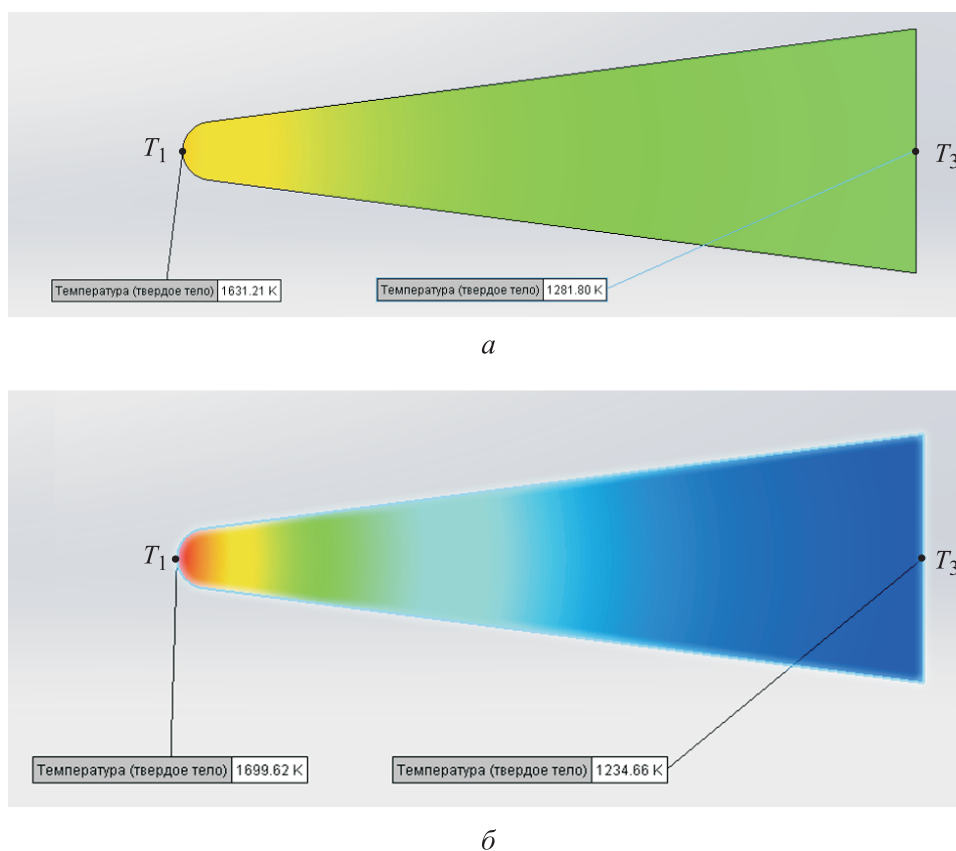 T1
T3
Температура (твердое тело) 1631.21 K
Температура (твердое тело) 1281.80 K
а
T1
T3
Температура (твердое тело) 1699.62 K
Температура (твердое тело) 1234.66 K
б